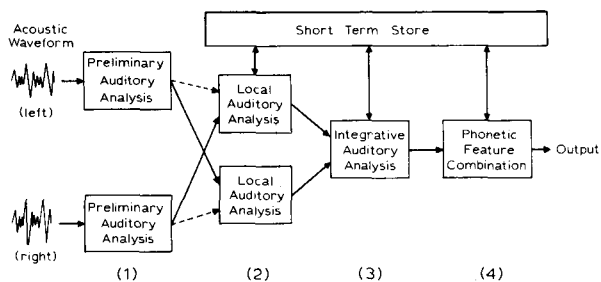 Short Term Store
Acoustic
Waveform
(left)
Preliminary
Auditory
Analysis
Local
Auditory
Analysis
Integrative
Auditory
Analysis
Phonetic
Feature
Combination
Output
Local
Auditory
Analysis
(right)
Preliminary
Auditory
Analysis
(1)
(2)
(3)
(4)